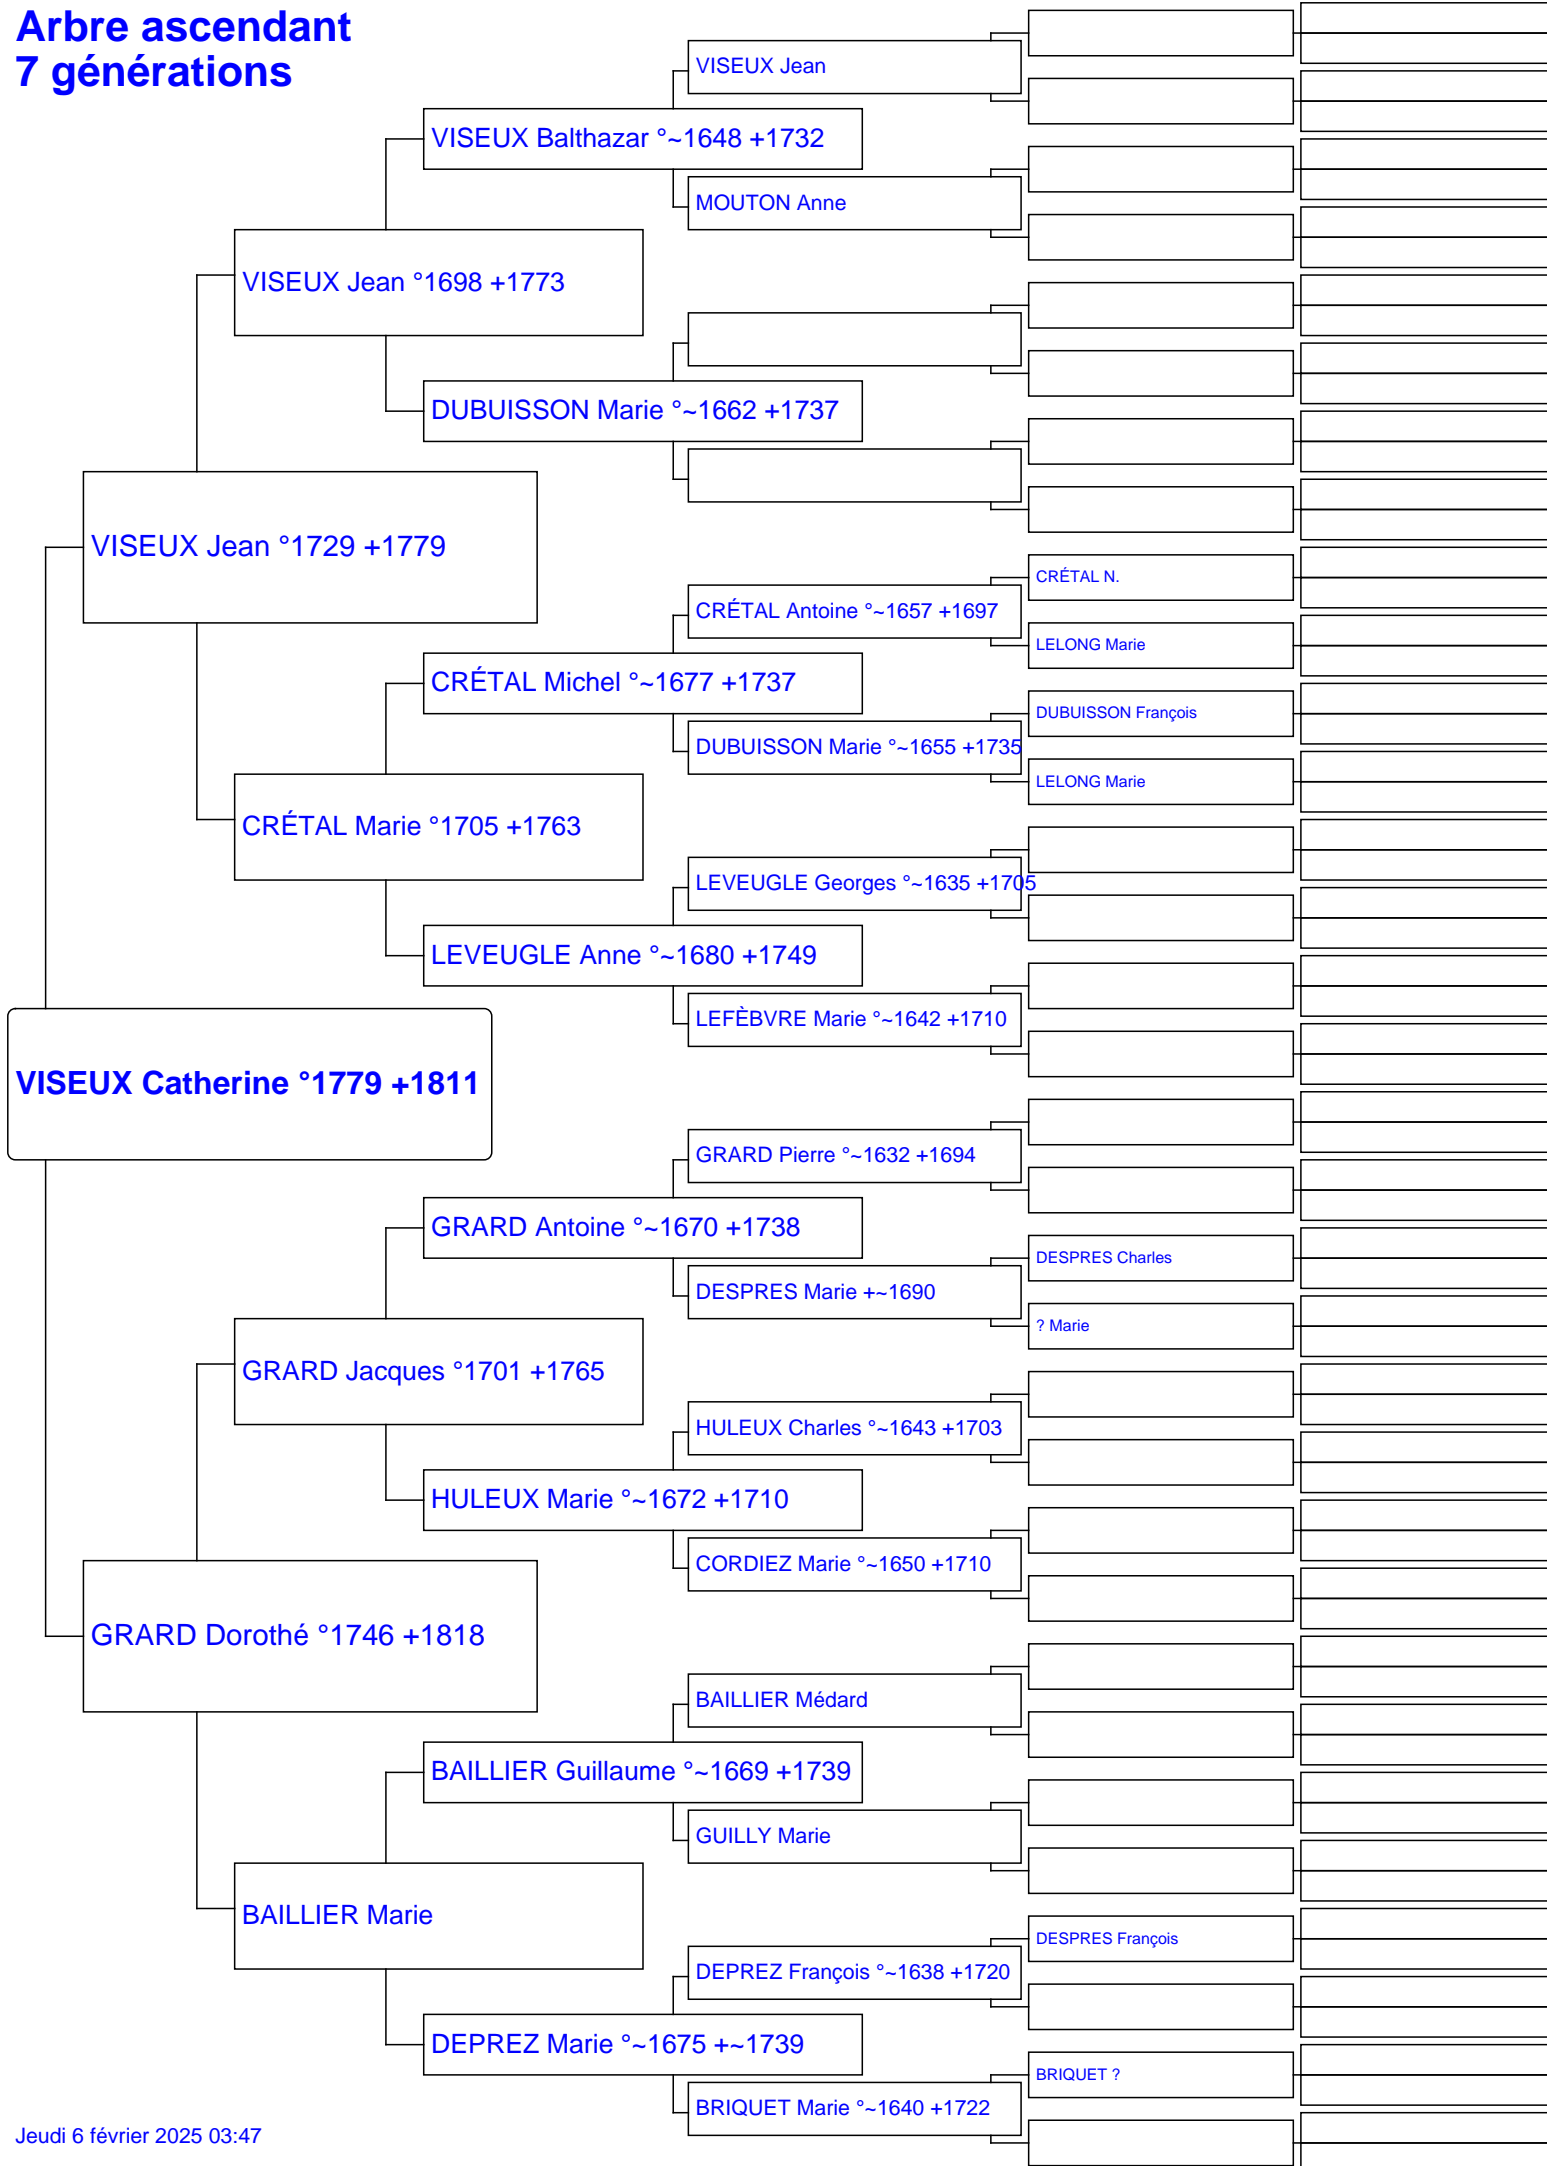 Arbre ascendant
7 générations
VISEUX Jean
VISEUX Balthazar °~1648 +1732
MOUTON Anne
VISEUX Jean °1698 +1773
DUBUISSON Marie °~1662 +1737
VISEUX Jean °1729 +1779
CRÉTAL N.
CRÉTAL Antoine °~1657 +1697
LELONG Marie
CRÉTAL Michel °~1677 +1737
DUBUISSON François
DUBUISSON Marie °~1655 +1735
LELONG Marie
CRÉTAL Marie °1705 +1763
LEVEUGLE Georges °~1635 +1705
LEVEUGLE Anne °~1680 +1749
LEFÈBVRE Marie °~1642 +1710
VISEUX Catherine °1779 +1811
GRARD Pierre °~1632 +1694
GRARD Antoine °~1670 +1738
DESPRES Charles
DESPRES Marie +~1690
? Marie
GRARD Jacques °1701 +1765
HULEUX Charles °~1643 +1703
HULEUX Marie °~1672 +1710
CORDIEZ Marie °~1650 +1710
GRARD Dorothé °1746 +1818
BAILLIER Médard
BAILLIER Guillaume °~1669 +1739
GUILLY Marie
BAILLIER Marie
DESPRES François
DEPREZ François °~1638 +1720
DEPREZ Marie °~1675 +~1739
BRIQUET ?
BRIQUET Marie °~1640 +1722
Jeudi 6 février 2025 03:47